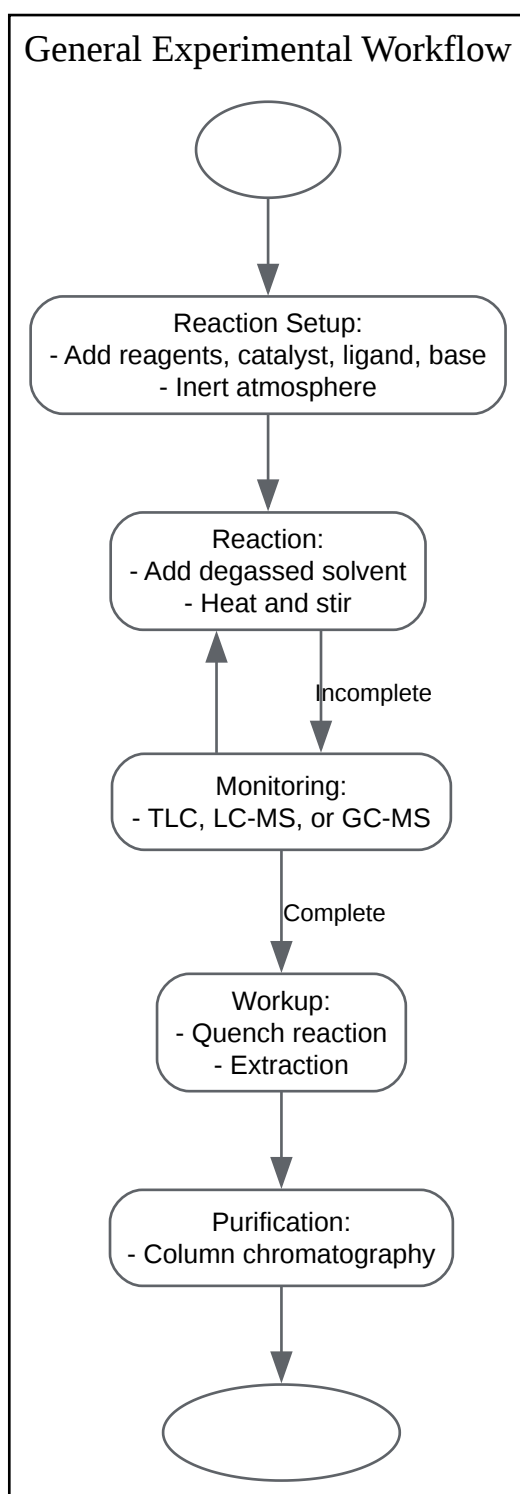 General Experimental Workflow
Reaction Setup:
- Add reagents, catalyst, ligand, base
- Inert atmosphere
Reaction:
- Add degassed solvent
- Heat and stir
Incomplete
Monitoring:
- TLC, LC-MS, or GC-MS
Complete
Workup:
- Quench reaction
- Extraction
Purification:
- Column chromatography